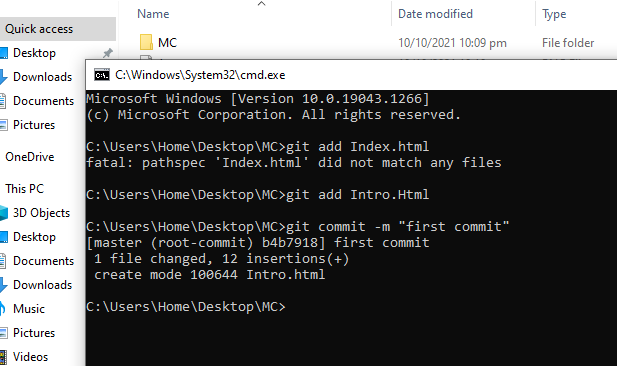 Name Date modified Type
Quick access
MC 10/10/2021 10:09 pm File folder
Desktop
Downloads
Documents
Pictures
OneDrive
This PC
3D Objects
Desktop
Documents
Downloads
Music
Pictures
Videos
C:\Windows\System32\cmd.exe
Microsoft Windows [Version 10.0.19043.1266]
(c) Microsoft Corporation. All rights reserved.
C:\Users\Home\Desktop\MC>git add Index.html
fatal: pathspec 'Index.html' did not match any files
C:\Users\Home\Desktop\MC>git add Intro.Html
C:\Users\Home\Desktop\MC>git commit -m "first commit"
[master (root-commit) b4b7918] first commit
 1 file changed, 12 insertions(+)
 create mode 100644 Intro.html
C:\Users\Home\Desktop\MC>